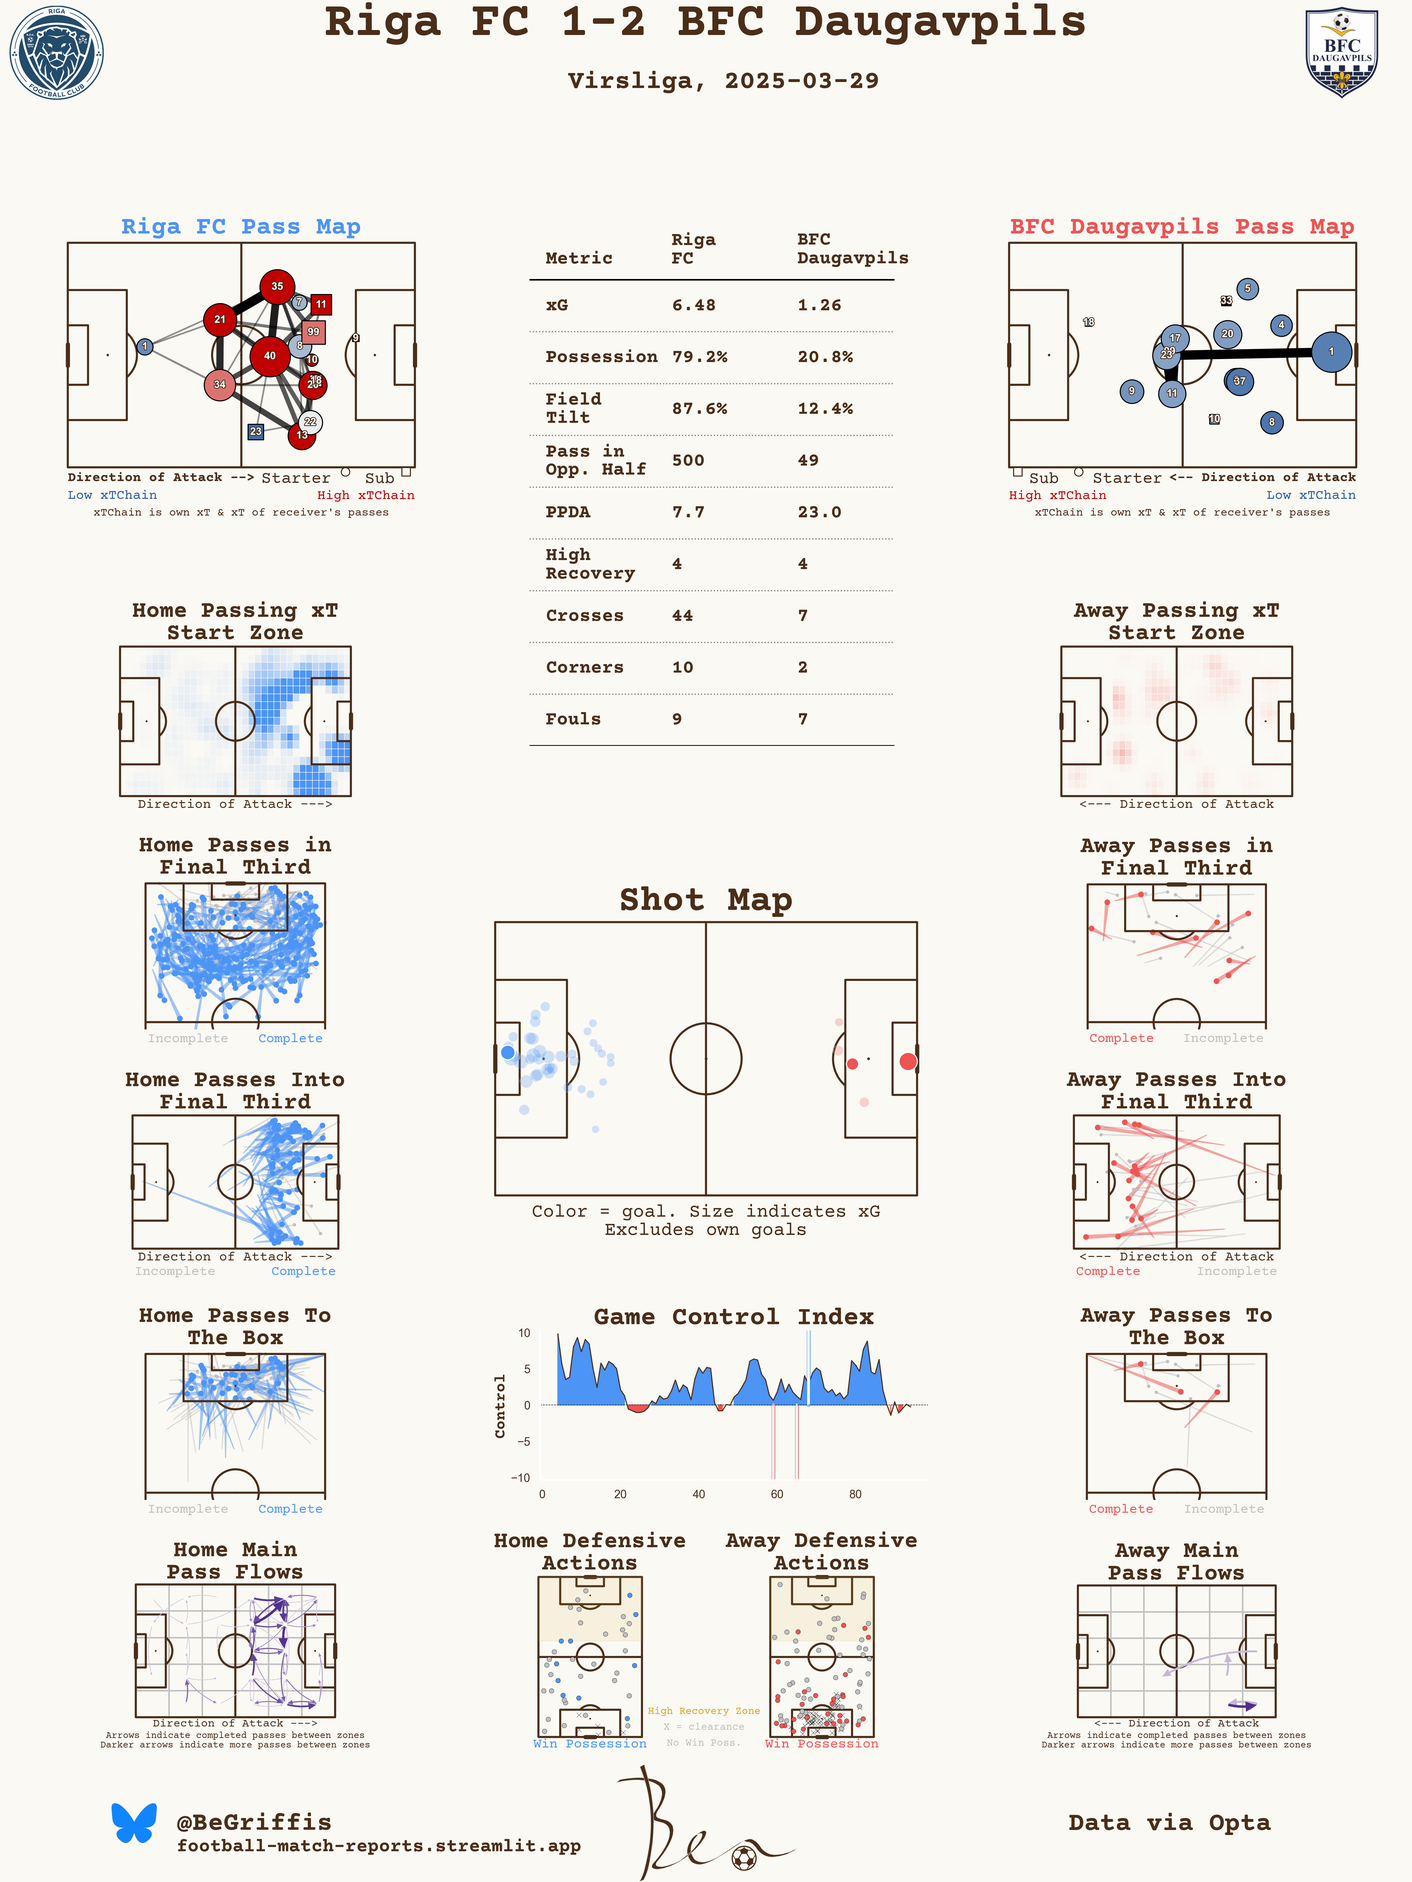 Riga FC 1-2 BFC Daugavpils
Virsliga, 2025-03-29
RIGA
FOOTBALL CLUB
BFC
DAUGAVPILS
Riga FC Pass Map
35
7
11
21
99
8
1
40
10
9
34
22
23
13
Direction of Attack --> Starter Sub
Low xTChain High xTChain
xTChain is own xT & xT of receiver's passes
Metric Riga FC BFC Daugavpils
xG 6.48 1.26
Possession 79.2% 20.8%
Field Tilt 87.6% 12.4%
Pass in Opp. Half 500 49
PPDA 7.7 23.0
High Recovery 4 4
Crosses 44 7
Corners 10 2
Fouls 9 7
BFC Daugavpils Pass Map
5
33
18
4
20
17
23
1
37
9
11
10
8
Sub Starter <-- Direction of Attack
High xTChain Low xTChain
xTChain is own xT & xT of receiver's passes
Home Passing xT
Start Zone
Direction of Attack --->
Away Passing xT
Start Zone
<--- Direction of Attack
Home Passes in
Final Third
Incomplete Complete
Away Passes in
Final Third
Complete Incomplete
Shot Map
Color = goal. Size indicates xG
Excludes own goals
Home Passes Into
Final Third
Direction of Attack --->
Incomplete Complete
Away Passes Into
Final Third
<--- Direction of Attack
Complete Incomplete
Home Passes To
The Box
Incomplete Complete
Game Control Index
Control
10
5
0
−5
−10
0 20 40 60 80
Away Passes To
The Box
Complete Incomplete
Home Main
Pass Flows
Direction of Attack --->
Arrows indicate completed passes between zones
Darker arrows indicate more passes between zones
Home Defensive
Actions
Win Possession
High Recovery Zone
X = clearance
No Win Poss.
Away Defensive
Actions
Win Possession
Away Main
Pass Flows
<--- Direction of Attack
Arrows indicate completed passes between zones
Darker arrows indicate more passes between zones
@BeGriffis
football-match-reports.streamlit.app
Ben
Data via Opta